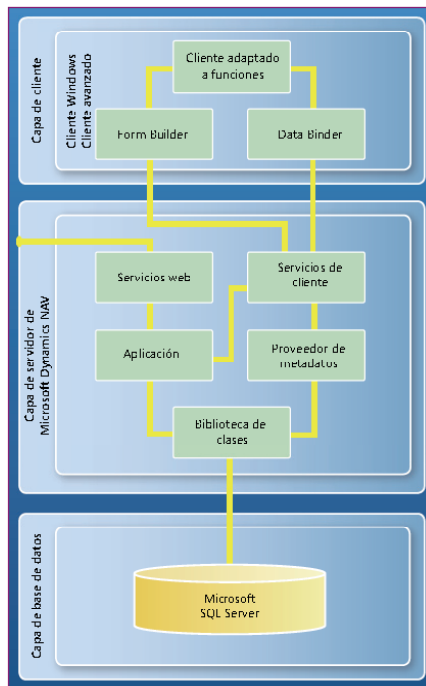 Capa de cliente
Cliente Windows
Cliente avanzado
Cliente adaptado
a funciones
Form Builder
Data Binder
Capa de servidor de
Microsoft Dynamics NAV
Servicios web
Servicios de
cliente
Aplicación
Proveedor de
metadatos
Biblioteca de
clases
Capa de base de datos
Microsoft
SQL Server